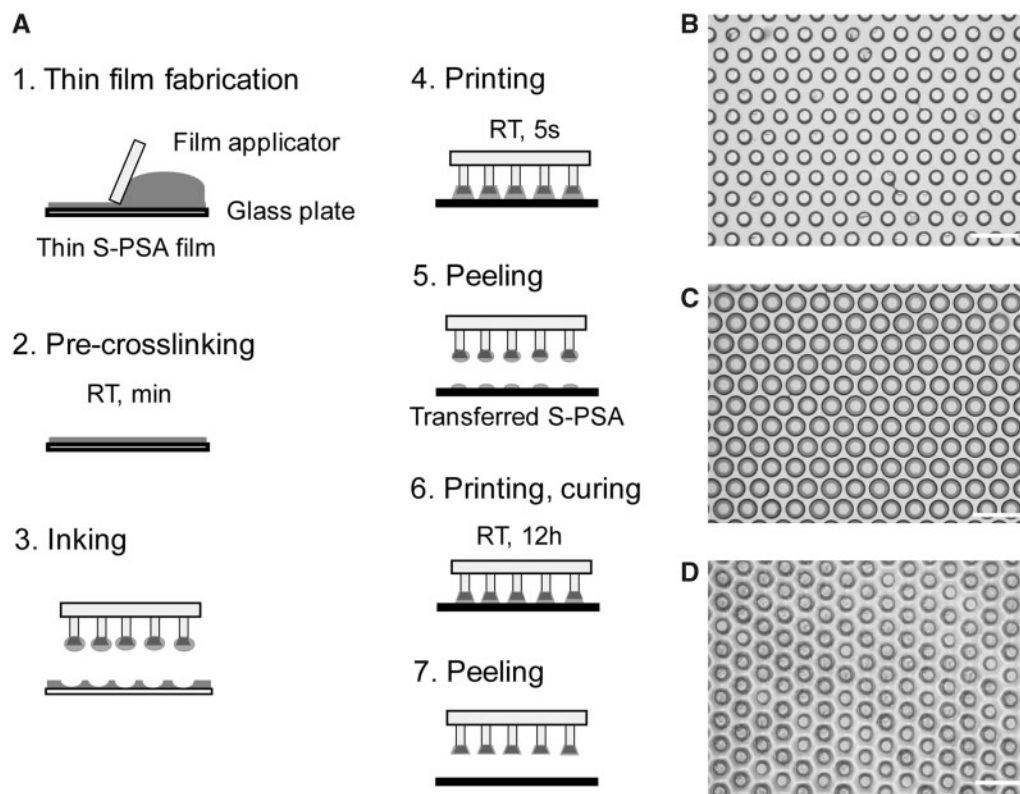 A
1. Thin film fabrication
Film applicator
Glass plate
Thin S-PSA film
2. Pre-crosslinking
RT, min
3. Inking
4. Printing
RT, 5s
5. Peeling
Transferred S-PSA
6. Printing, curing
RT, 12h
7. Peeling
B
C
D